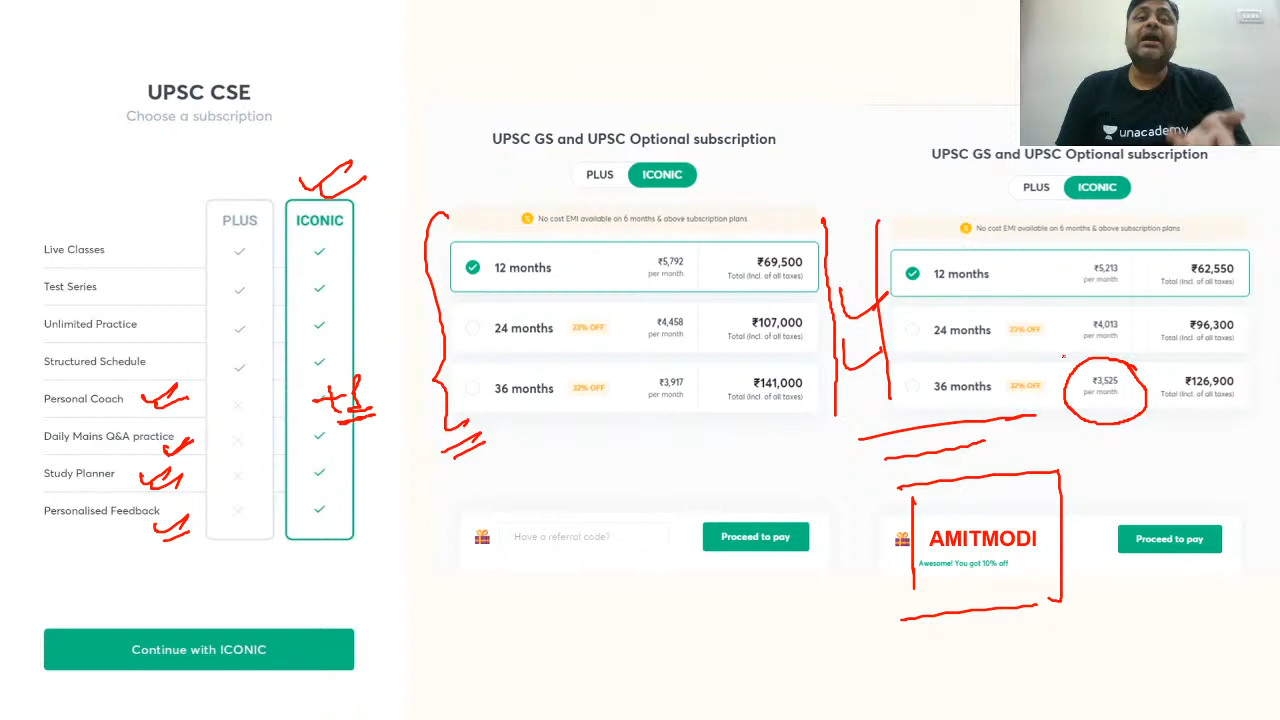 UPSC CSE
Choose a subscription
PLUS ICONIC
Live Classes
Test Series
Unlimited Practice
Structured Schedule
Personal Coach
+1
Daily Mains Q&A practice
Study Planner
Personalised Feedback
Continue with ICONIC
UPSC GS and UPSC Optional subscription
PLUS ICONIC
No cost EMI available on 6 months & above subscription plans
12 months ₹5,792 per month ₹69,500 Total (Incl. of all taxes)
24 months 23% OFF ₹4,458 per month ₹107,000 Total (Incl. of all taxes)
36 months 32% OFF ₹3,917 per month ₹141,000 Total (Incl. of all taxes)
Have a referral code?
Proceed to pay
unacademy
UPSC GS and UPSC Optional subscription
PLUS ICONIC
No cost EMI available on 6 months & above subscription plans
12 months ₹5,213 per month ₹62,550 Total (Incl. of all taxes)
24 months 23% OFF ₹4,013 per month ₹96,300 Total (Incl. of all taxes)
36 months 32% OFF ₹3,525 per month ₹126,900 Total (Incl. of all taxes)
AMITMODI
Awesome! You got 10% off
Proceed to pay